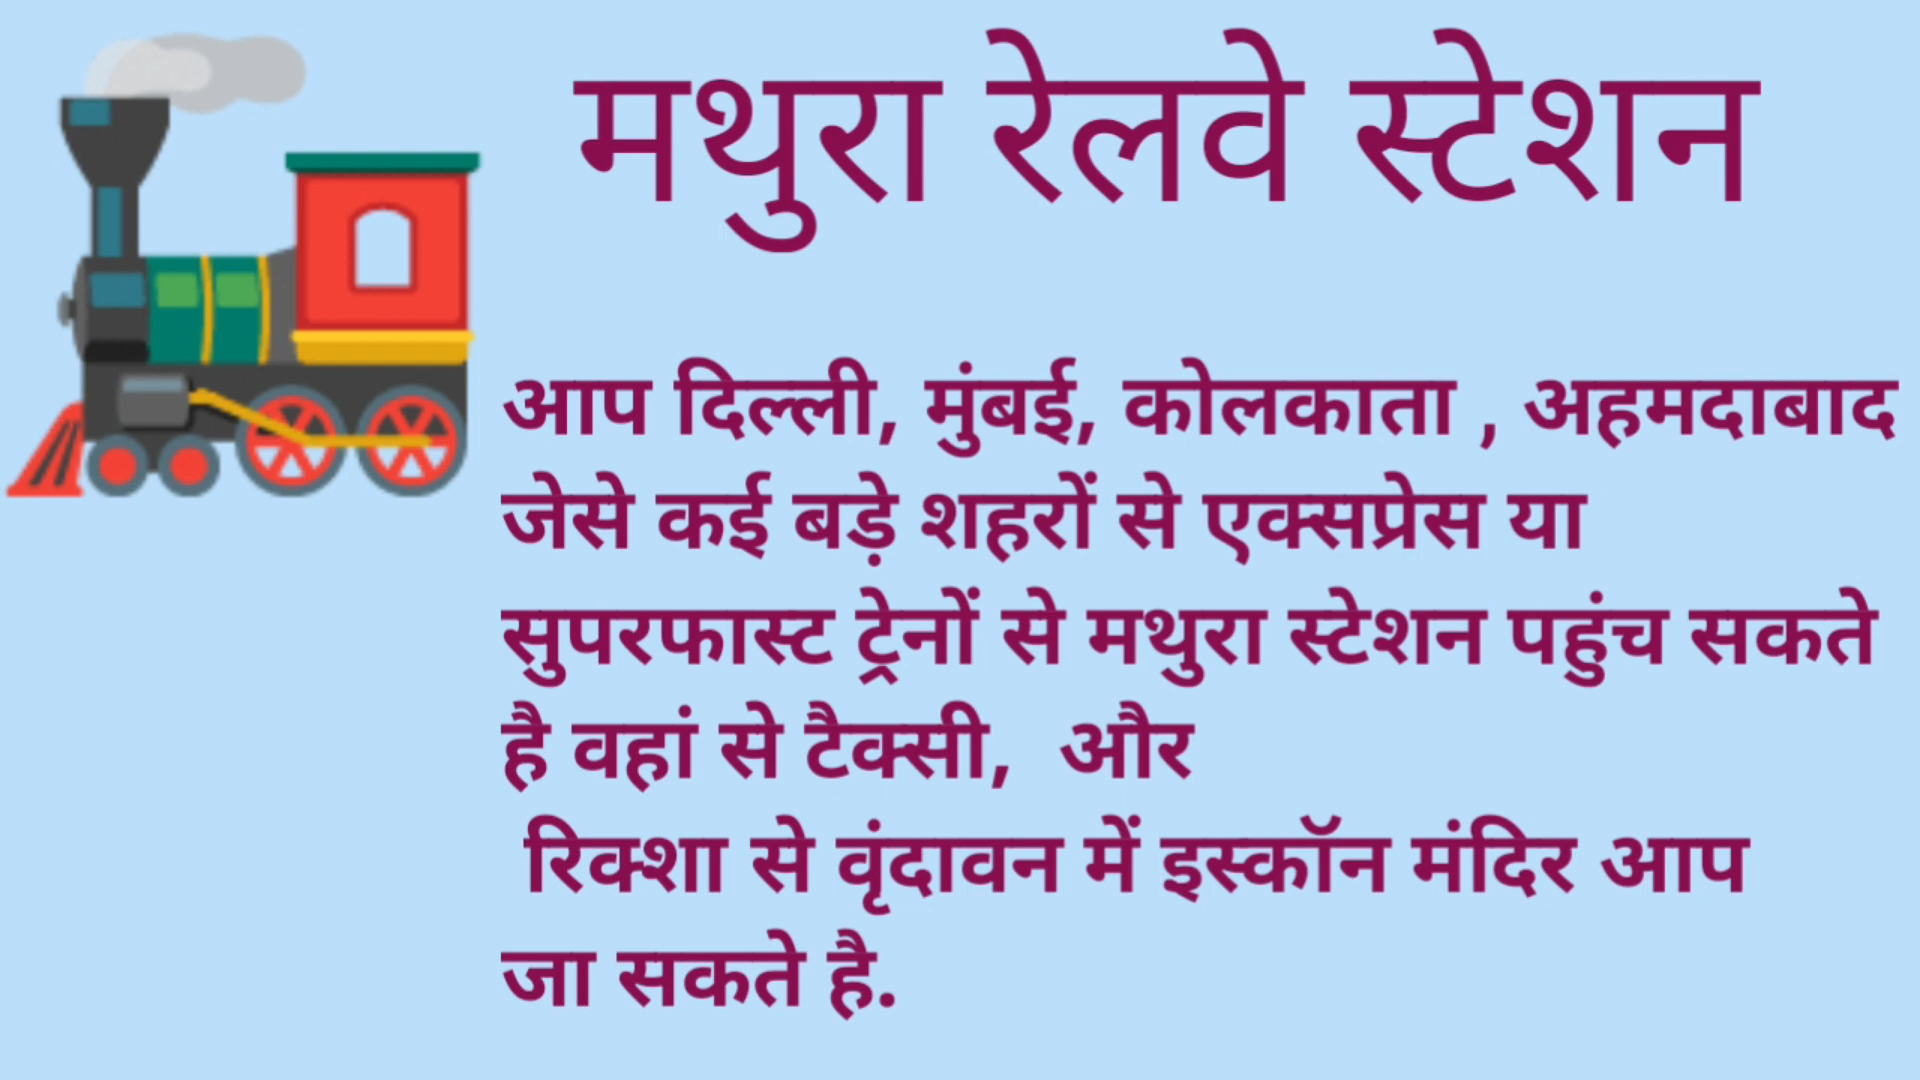 मथुरा रेलवे स्टेशन
आप दिल्ली, मुंबई, कोलकाता , अहमदाबाद
जेसे कई बड़े शहरों से एक्सप्रेस या
सुपरफास्ट ट्रेनों से मथुरा स्टेशन पहुंच सकते
है वहां से टैक्सी,  और
रिक्शा से वृंदावन में इस्कॉन मंदिर आप
जा सकते है.